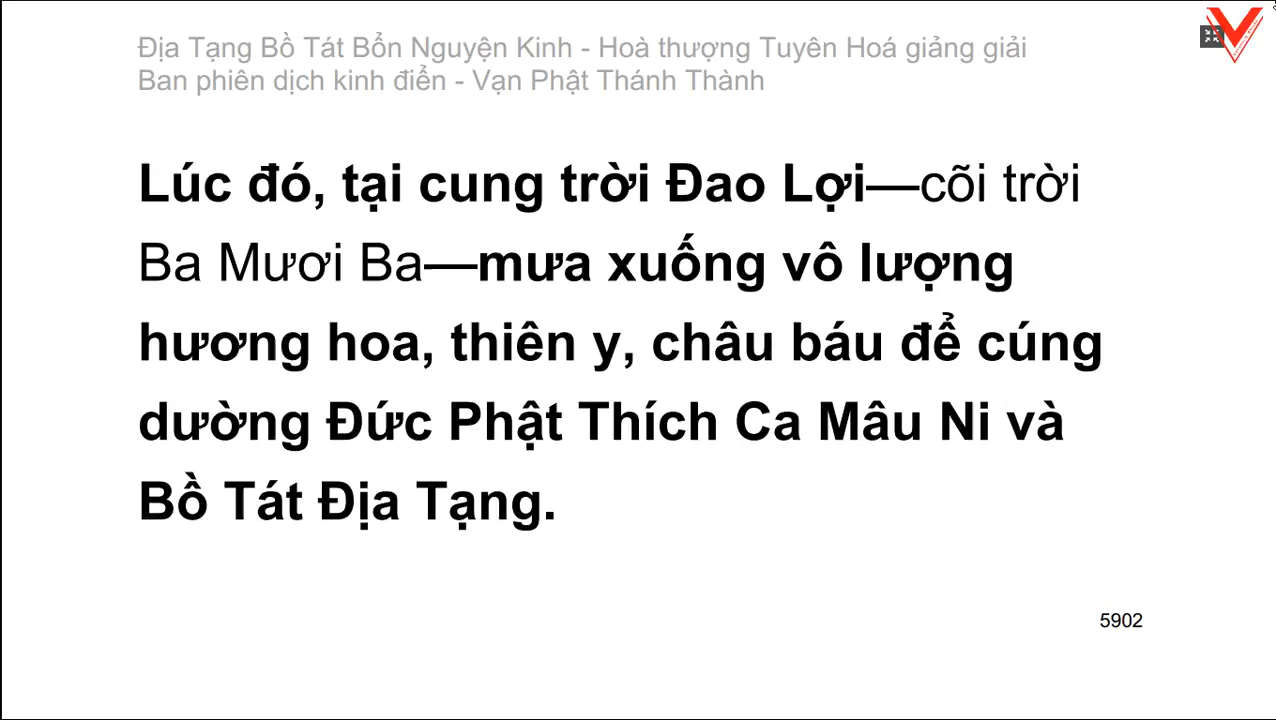 Địa Tạng Bồ Tát Bổn Nguyện Kinh - Hoà thượng Tuyên Hoá giảng giải
Ban phiên dịch kinh điển - Vạn Phật Thánh Thành
Lúc đó, tại cung trời Đao Lợi—cõi trời
Ba Mươi Ba—mưa xuống vô lượng
hương hoa, thiên y, châu báu để cúng
dường Đức Phật Thích Ca Mâu Ni và
Bồ Tát Địa Tạng.
5902